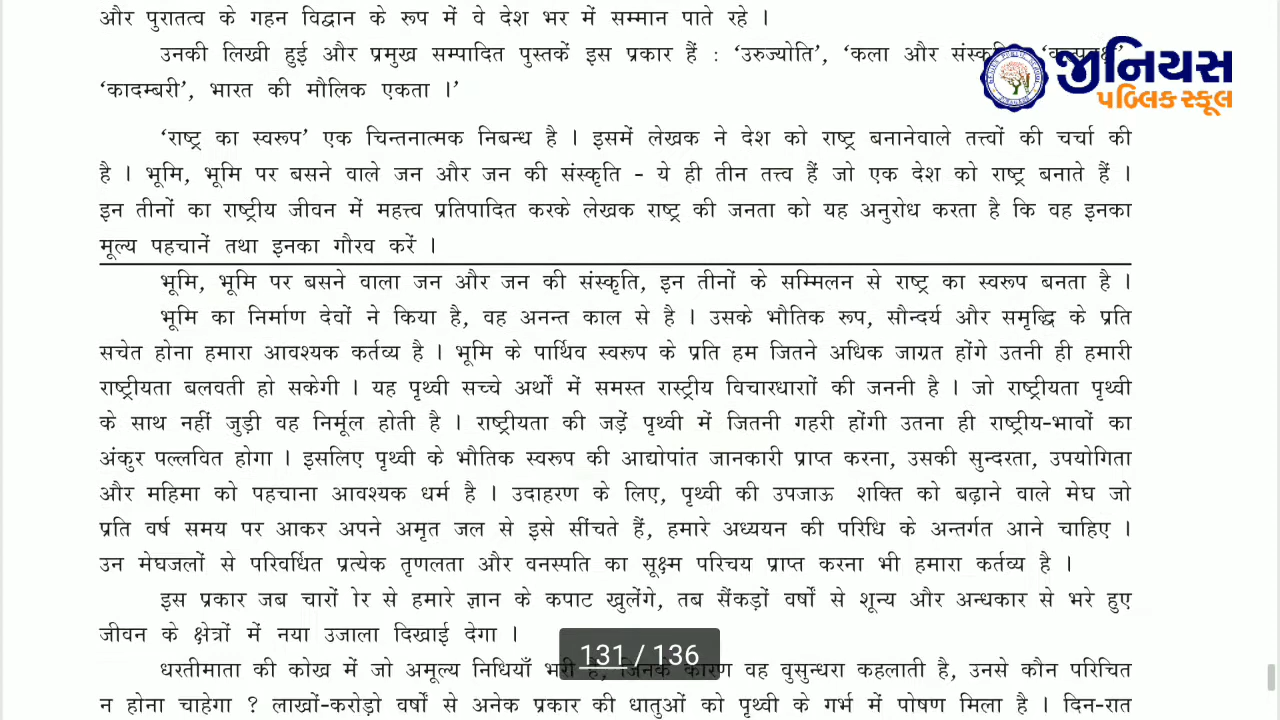 और पुरातत्व के गहन विद्वान के रूप में वे देश भर में सम्मान पाते रहे ।
उनकी लिखी हुई और प्रमुख सम्पादित पुस्तकें इस प्रकार हैं : ‘उरुज्योति’, ‘कला और
‘कादम्बरी’, भारत की मौलिक एकता ।’
જીનિયસ
પબ્લિક સ્કૂલ
‘राष्ट्र का स्वरूप’ एक चिन्तनात्मक निबन्ध है । इसमें लेखक ने देश को राष्ट्र बनानेवाले तत्त्वों की चर्चा की
है । भूमि, भूमि पर बसने वाले जन और जन की संस्कृति - ये ही तीन तत्त्व हैं जो एक देश को राष्ट्र बनाते हैं ।
इन तीनों का राष्ट्रीय जीवन में महत्त्व प्रतिपादित करके लेखक राष्ट्र की जनता को यह अनुरोध करता है कि वह इनका
मूल्य पहचानें तथा इनका गौरव करें ।
भूमि, भूमि पर बसने वाला जन और जन की संस्कृति, इन तीनों के सम्मिलन से राष्ट्र का स्वरूप बनता है ।
भूमि का निर्माण देवों ने किया है, वह अनन्त काल से है । उसके भौतिक रूप, सौन्दर्य और समृद्धि के प्रति
सचेत होना हमारा आवश्यक कर्तव्य है । भूमि के पार्थिव स्वरूप के प्रति हम जितने अधिक जाग्रत होंगे उतनी ही हमारी
राष्ट्रीयता बलवती हो सकेगी । यह पृथ्वी सच्चे अर्थों में समस्त रास्ट्रीय विचारधाराों की जननी है । जो राष्ट्रीयता पृथ्वी
के साथ नहीं जुड़ी वह निर्मूल होती है । राष्ट्रीयता की जड़ें पृथ्वी में जितनी गहरी होंगी उतना ही राष्ट्रीय-भावों का
अंकुर पल्लवित होगा । इसलिए पृथ्वी के भौतिक स्वरूप की आद्योपांत जानकारी प्राप्त करना, उसकी सुन्दरता, उपयोगिता
और महिमा को पहचाना आवश्यक धर्म है । उदाहरण के लिए, पृथ्वी की उपजाऊ शक्ति को बढ़ाने वाले मेघ जो
प्रति वर्ष समय पर आकर अपने अमृत जल से इसे सींचते हैं, हमारे अध्ययन की परिधि के अन्तर्गत आने चाहिए ।
उन मेघजलों से परिवर्धित प्रत्येक तृणलता और वनस्पति का सूक्ष्म परिचय प्राप्त करना भी हमारा कर्तव्य है ।
इस प्रकार जब चारों ोर से हमारे ज्ञान के कपाट खुलेंगे, तब सैंकड़ों वर्षों से शून्य और अन्धकार से भरे हुए
जीवन के क्षेत्रों में नया उजाला दिखाई देगा ।
131 / 136
धरतीमाता की कोख में जो अमूल्य निधियाँ भरी हैं, जिनके कारण वह वुसुन्धरा कहलाती है, उनसे कौन परिचित
न होना चाहेगा ? लाखों-करोड़ो वर्षों से अनेक प्रकार की धातुओं को पृथ्वी के गर्भ में पोषण मिला है । दिन-रात